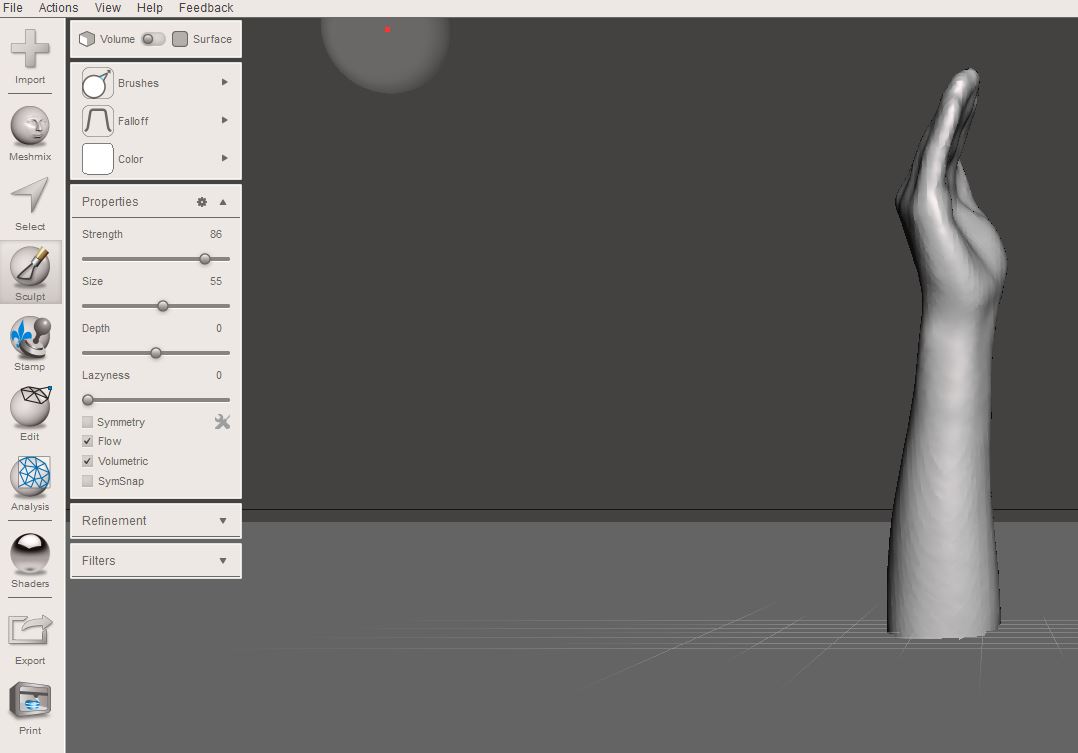 File Actions View Help Feedback
Import
Meshmix
Select
Sculpt
Stamp
Edit
Analysis
Shaders
Export
Print
Volume Surface
Brushes
Falloff
Color
Properties
Strength 86
Size 55
Depth 0
Lazyness 0
Symmetry
Flow
Volumetric
SymSnap
Refinement
Filters